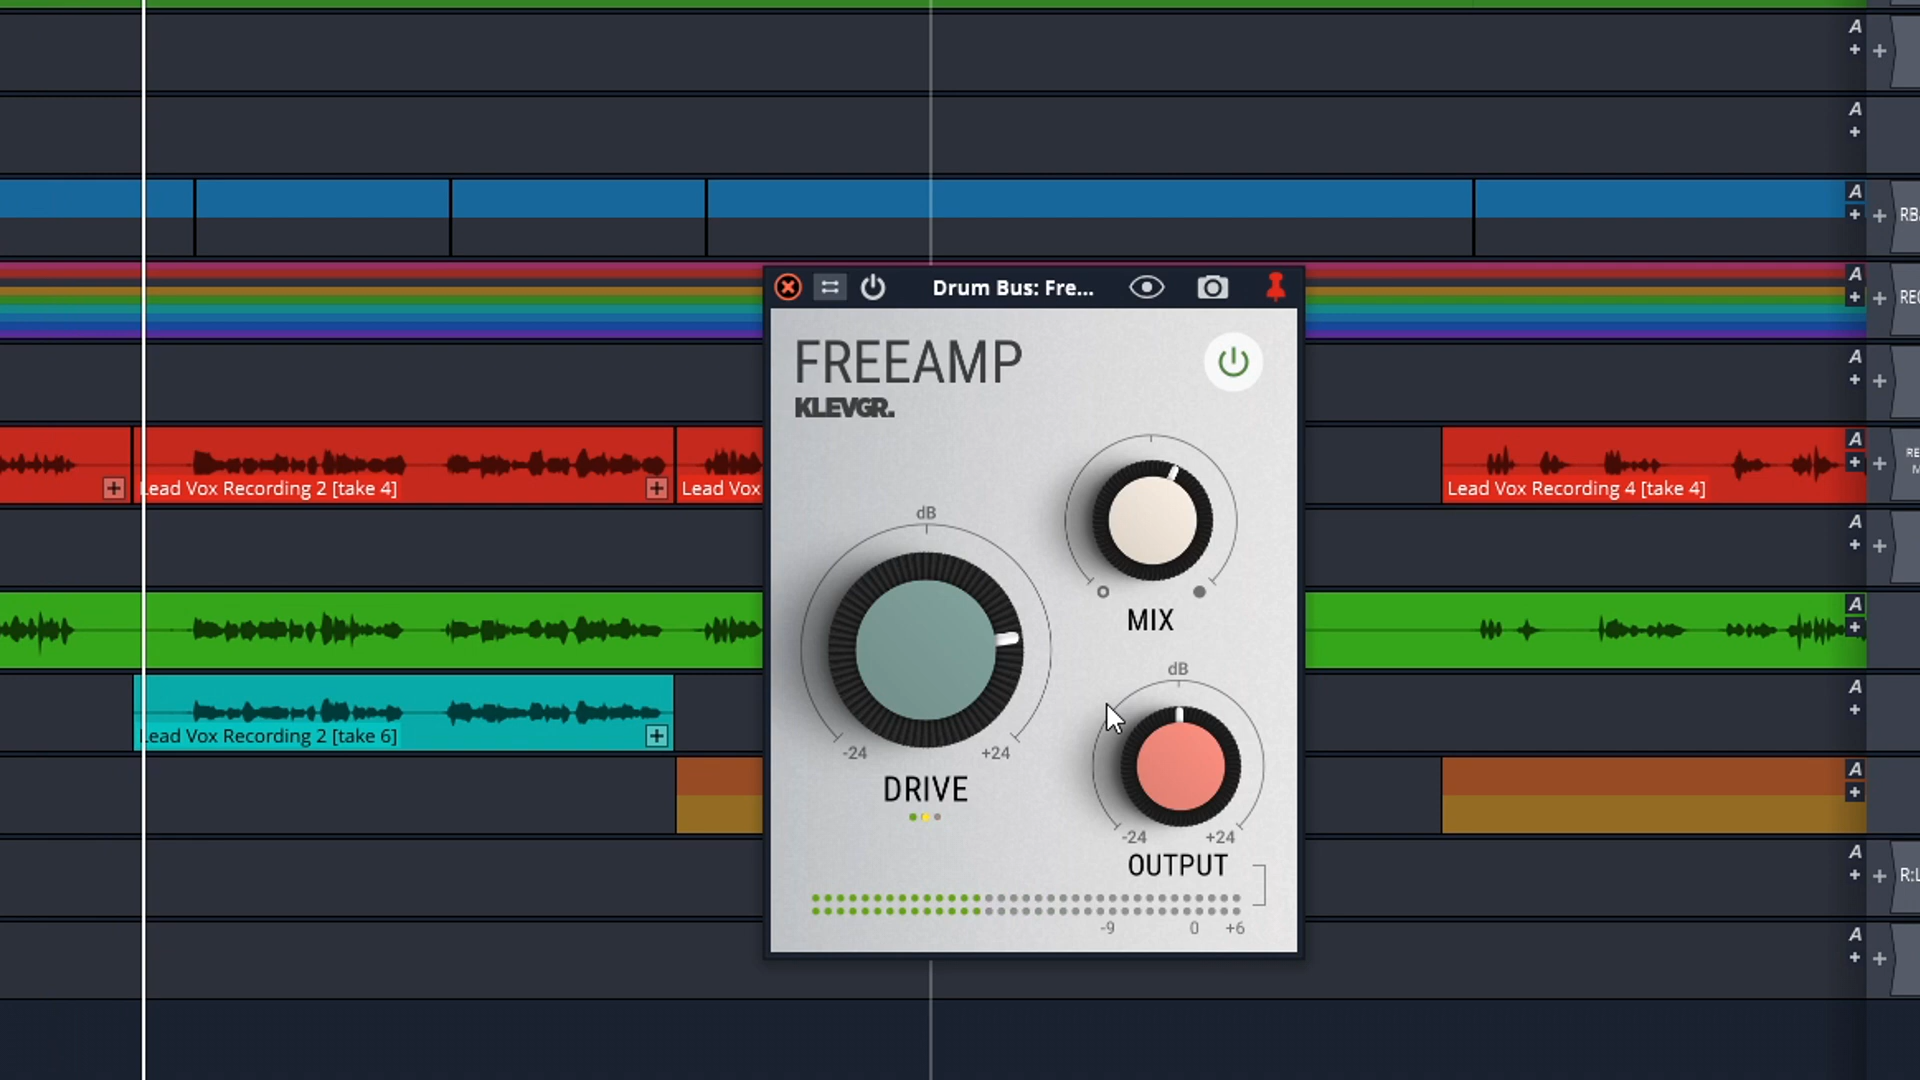 A
A
A
RB
A
RE
Drum Bus: Fre...
FREEAMP
KLEVGR.
A
A
RE
M
Lead Vox Recording 2 [take 4]
Lead Vox
Lead Vox Recording 4 [take 4]
dB
A
A
MIX
dB
A
Lead Vox Recording 2 [take 6]
-24
+24
DRIVE
A
-24
+24
OUTPUT
A
R:L
-9
0
+6
A